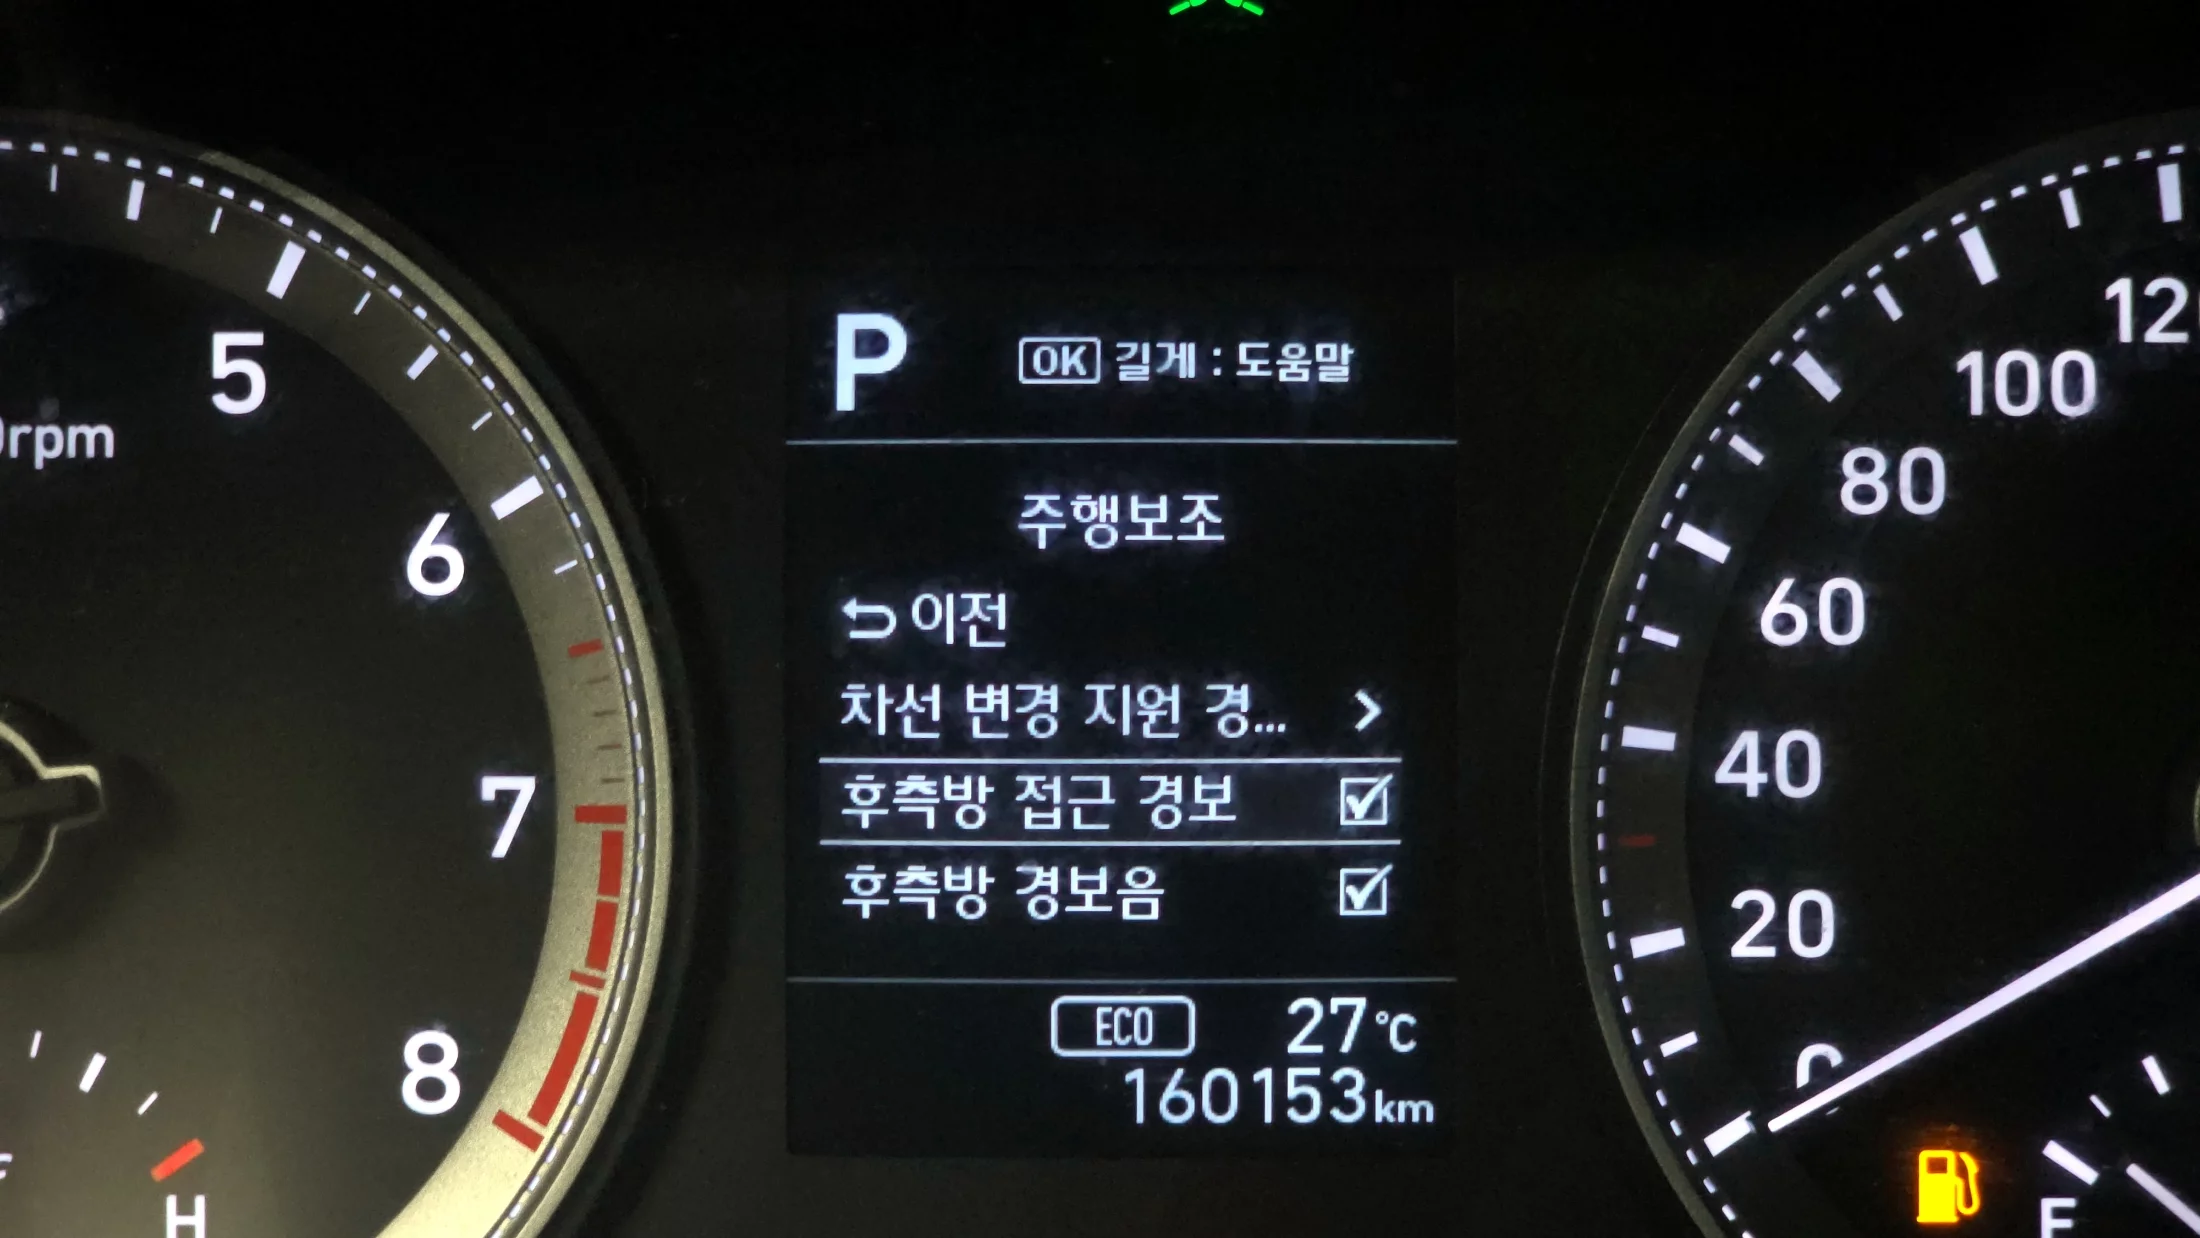 P
OK 길게 : 도움말
주행보조
이전
차선 변경 지원 경...
후측방 접근 경보
후측방 경보음
ECO 27°C
160153km
5
rpm
6
7
8
H
100
80
60
40
20
0